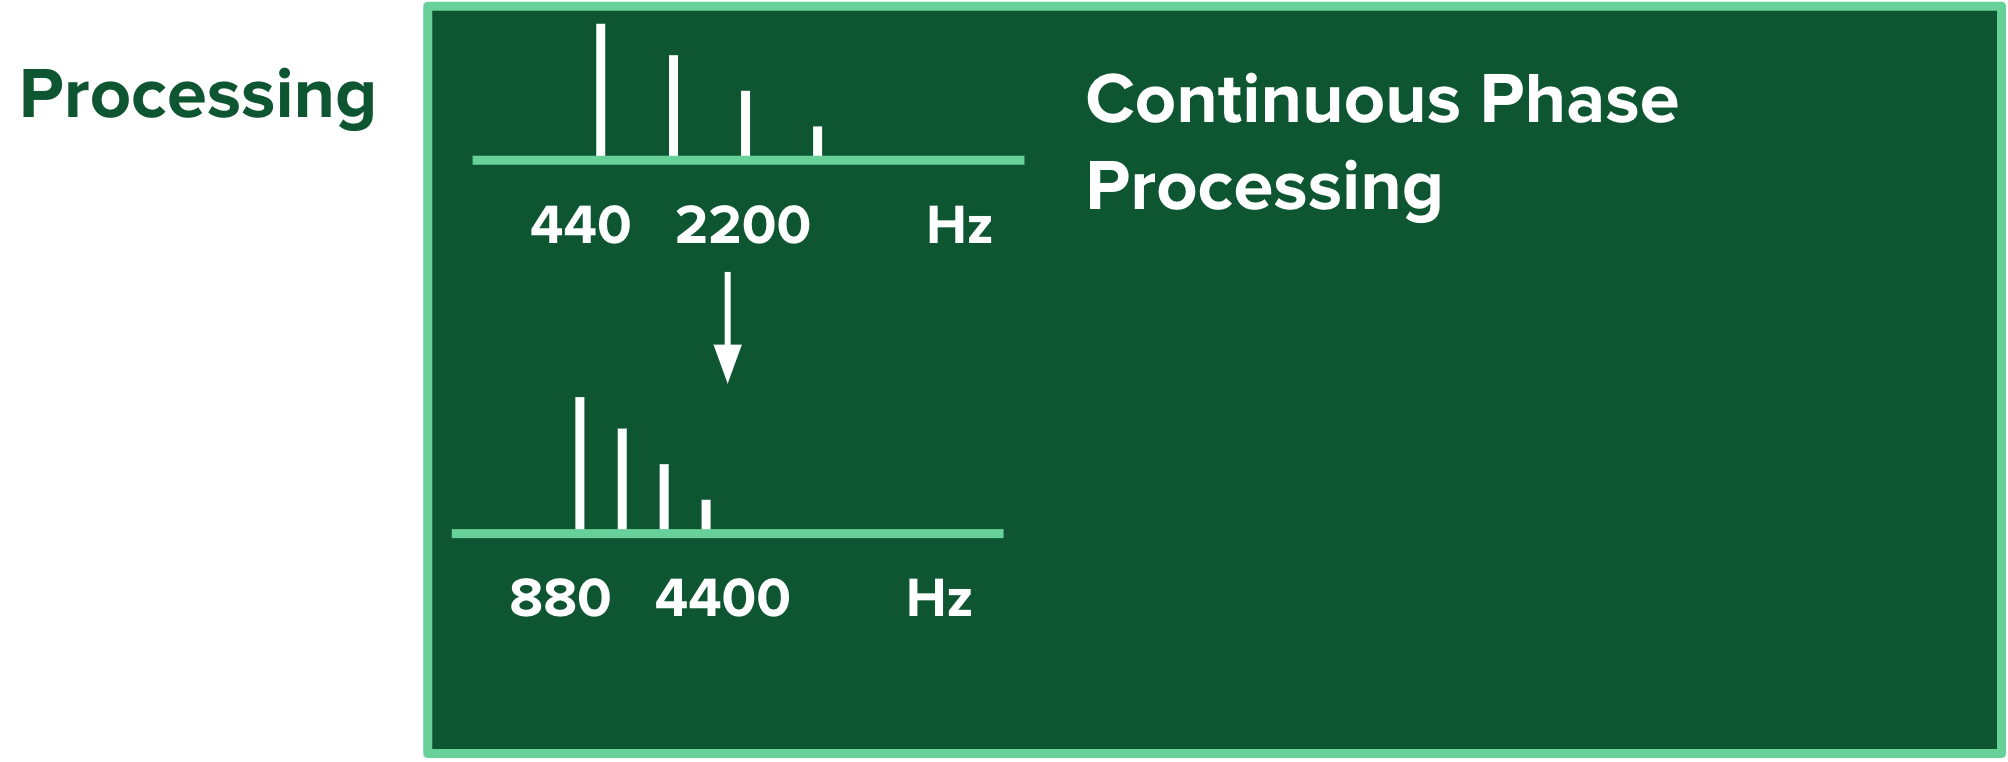 Processing
Continuous Phase
Processing
440 2200 Hz
880 4400 Hz